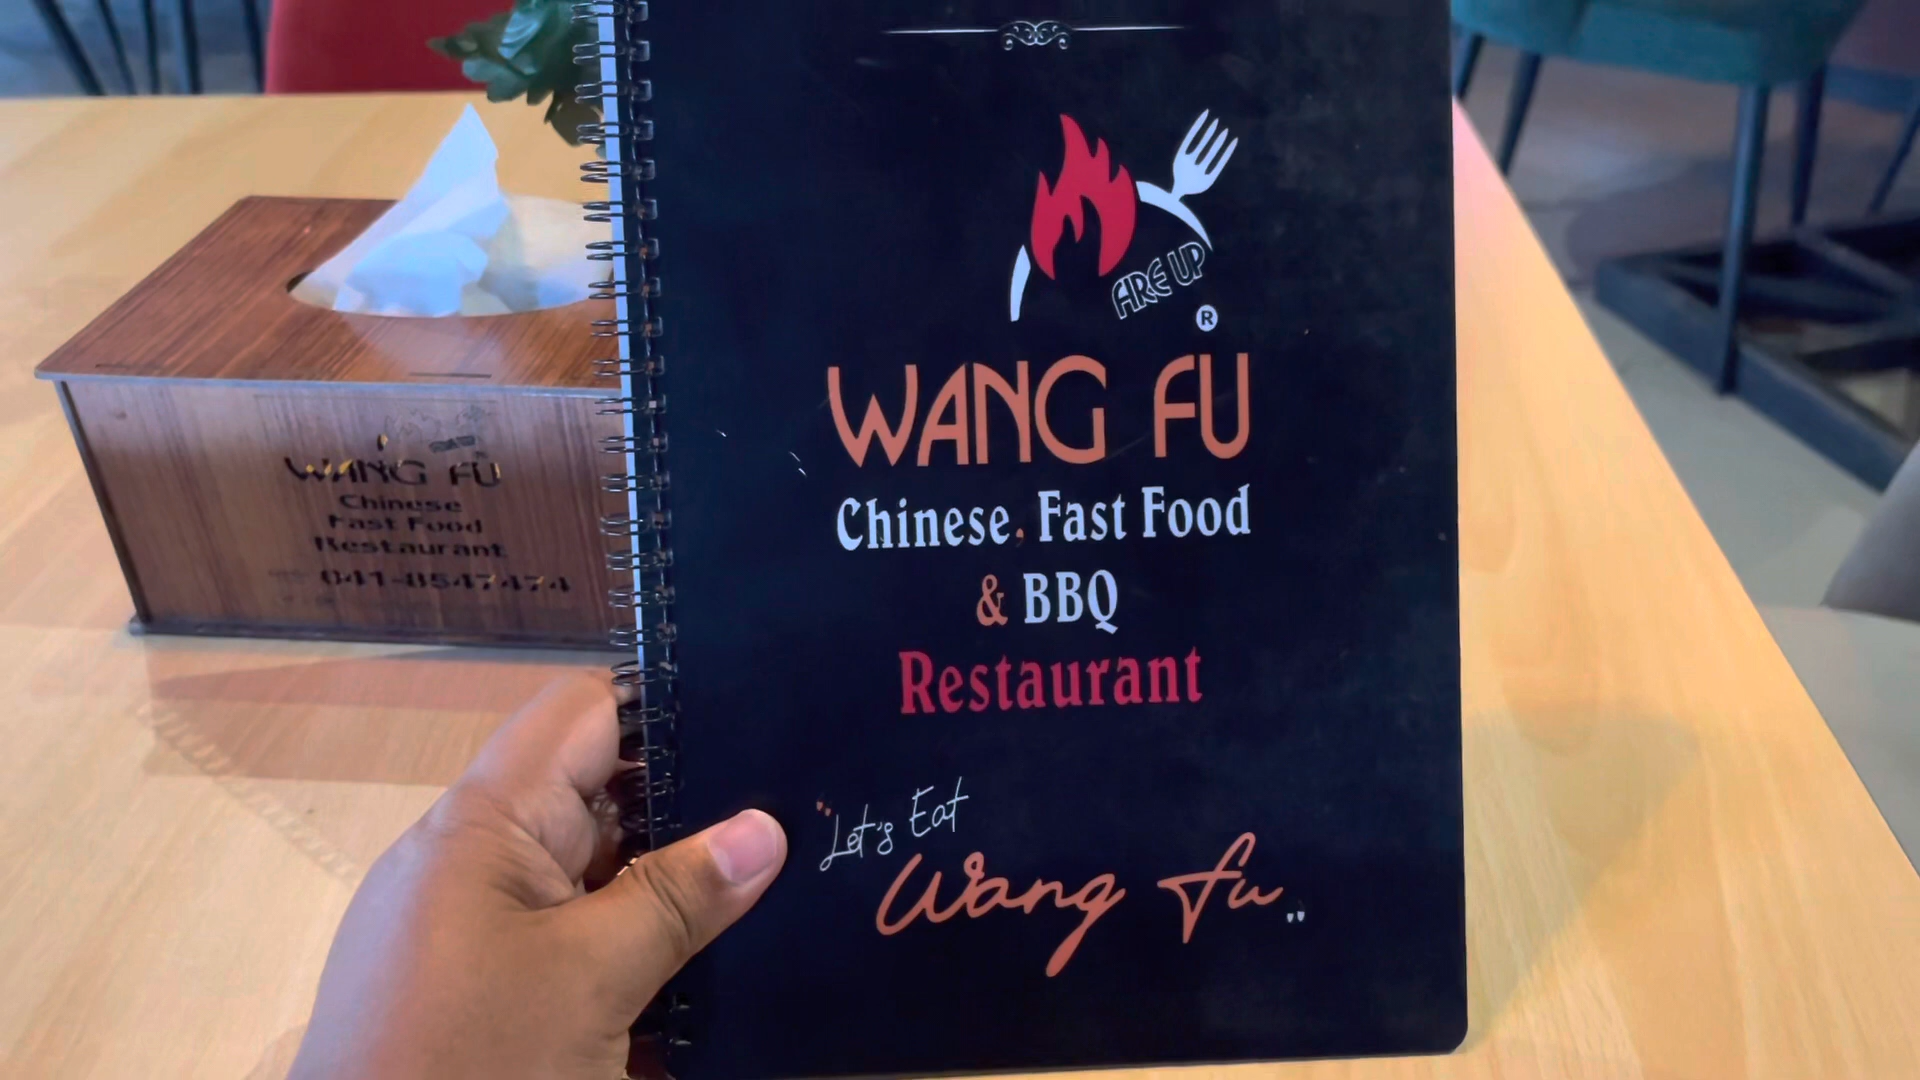 FIRE UP
®
WANG FU
Chinese, Fast Food
& BBQ
Restaurant
"Let's Eat
Wang Fu"
WANG FU
Chinese
Fast Food
Restaurant
041-8547474